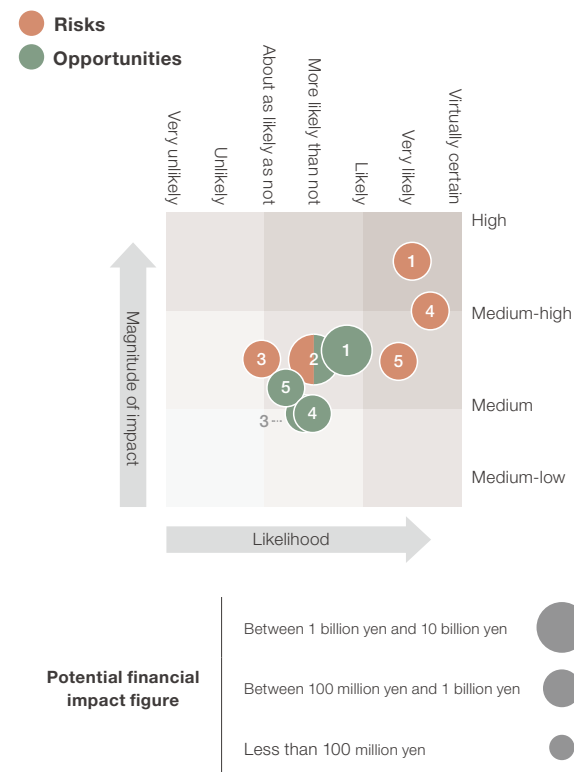 Risks
Opportunities
Very unlikely
Unlikely
About as likely as not
More likely than not
Likely
Very likely
Virtually certain
High
1
Medium-high
4
Magnitude of impact
3
2
1
5
5
Medium
3
4
Medium-low
Likelihood
Potential financial
impact figure
Between 1 billion yen and 10 billion yen
Between 100 million yen and 1 billion yen
Less than 100 million yen